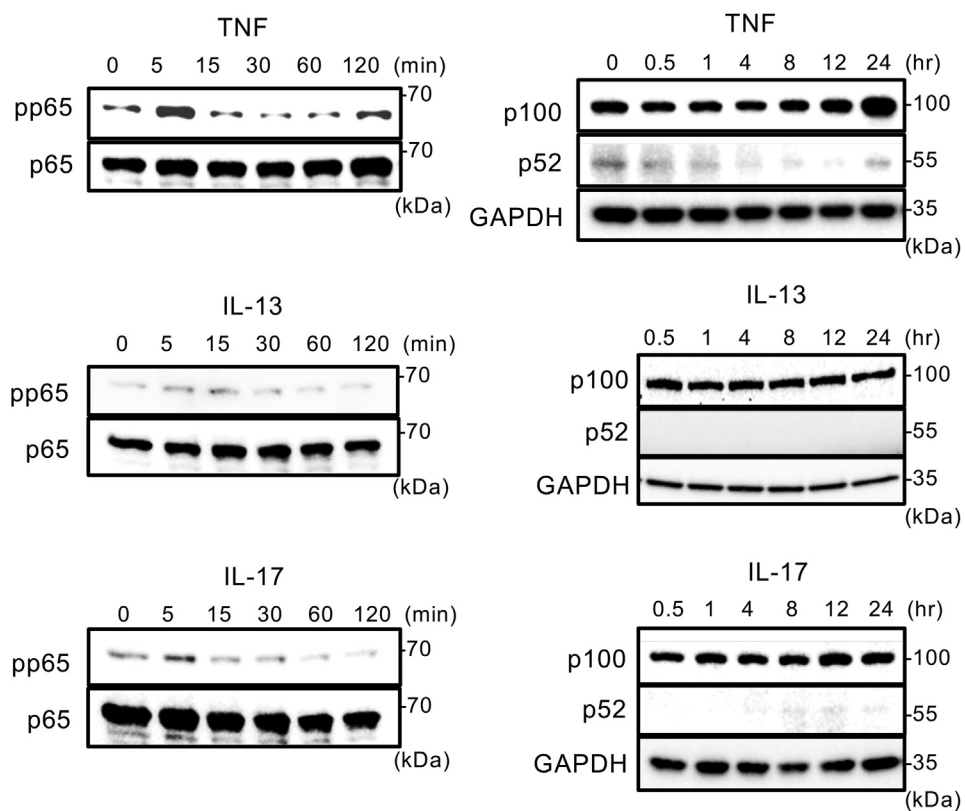 TNF
0 5 15 30 60 120 (min)
pp65 -70
p65 -70
(kDa)
TNF
0 0.5 1 4 8 12 24 (hr)
p100 -100
p52 -55
GAPDH -35
(kDa)
IL-13
0 5 15 30 60 120 (min)
pp65 -70
p65 -70
(kDa)
IL-13
0.5 1 4 8 12 24 (hr)
p100 -100
p52 -55
GAPDH -35
(kDa)
IL-17
0 5 15 30 60 120 (min)
pp65 -70
p65 -70
(kDa)
IL-17
0.5 1 4 8 12 24 (hr)
p100 -100
p52 -55
GAPDH -35
(kDa)